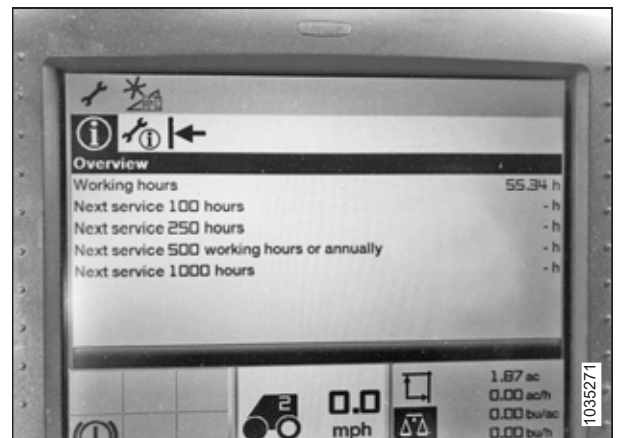 Overview
Working hours 55.34 h
Next service 100 hours - h
Next service 250 hours - h
Next service 500 working hours or annually - h
Next service 1000 hours - h
2
0.0
mph
1.87 ac
0.00 ac/h
0.00 bu/ac
0.00 bu/h
1035271